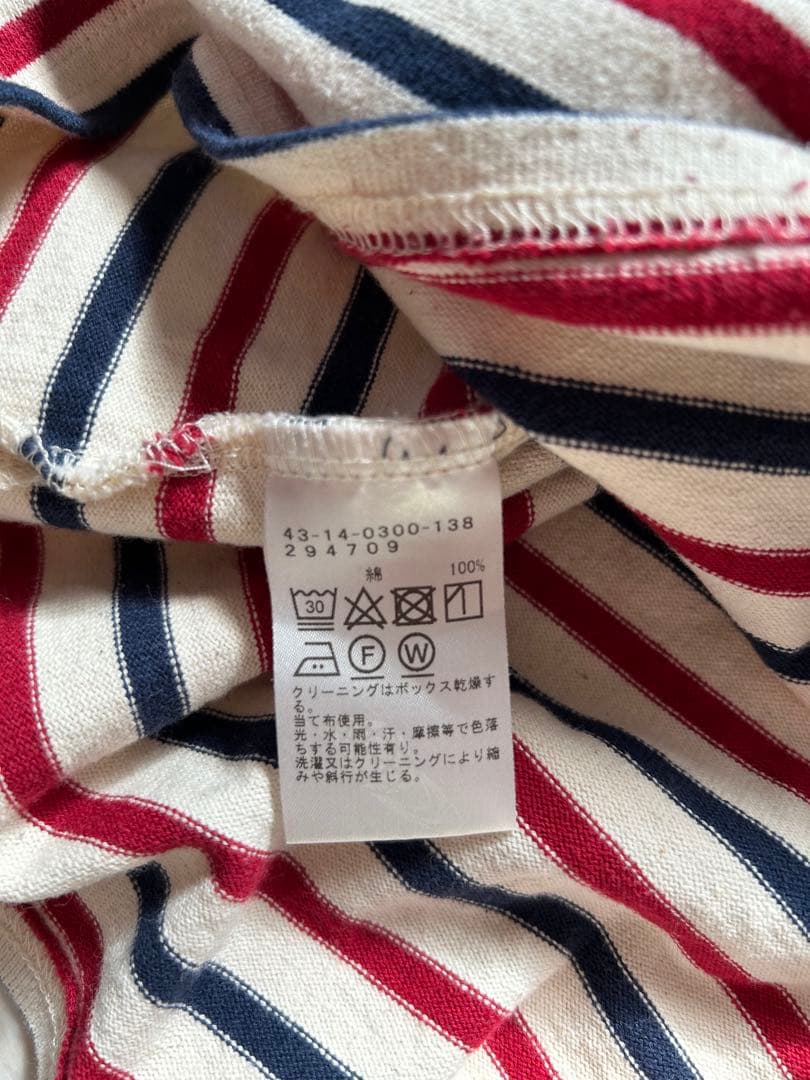 43-14-0300-138
294709
綿 100%
30
F W
クリーニングはボックス乾燥す
る。
当て布使用。
光・水・雨・汗・摩擦等で色落
ちする可能性有り。
洗濯又はクリーニングにより縮
みや斜行が生じる。